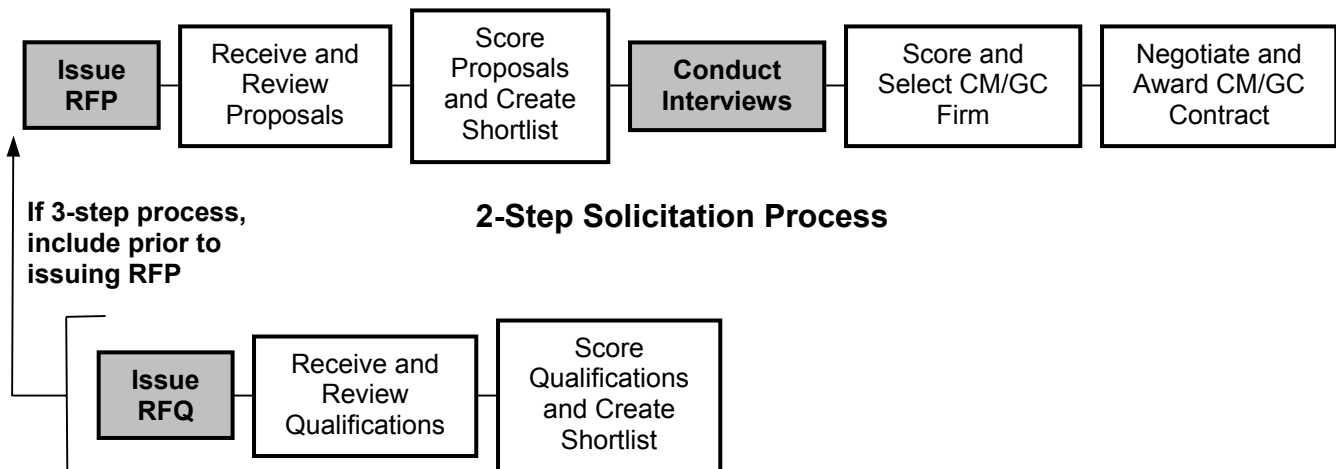 Issue
RFP
Receive and
Review
Proposals
Score
Proposals
and Create
Shortlist
Conduct
Interviews
Score and
Select CM/GC
Firm
Negotiate and
Award CM/GC
Contract
If 3-step process,
include prior to
issuing RFP
2-Step Solicitation Process
Issue
RFQ
Receive and
Review
Qualifications
Score
Qualifications
and Create
Shortlist